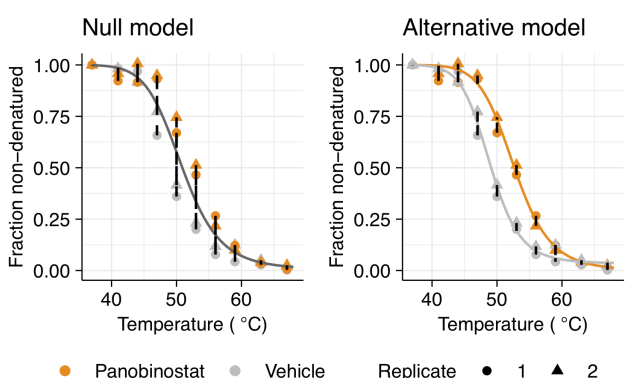 Null model
Alternative model
Fraction non−denatured
1.00
0.75
0.50
0.25
0.00
40
50
60
Temperature ( °C)
Fraction non−denatured
1.00
0.75
0.50
0.25
0.00
40
50
60
Temperature ( °C)
Panobinostat
Vehicle
Replicate
1
2